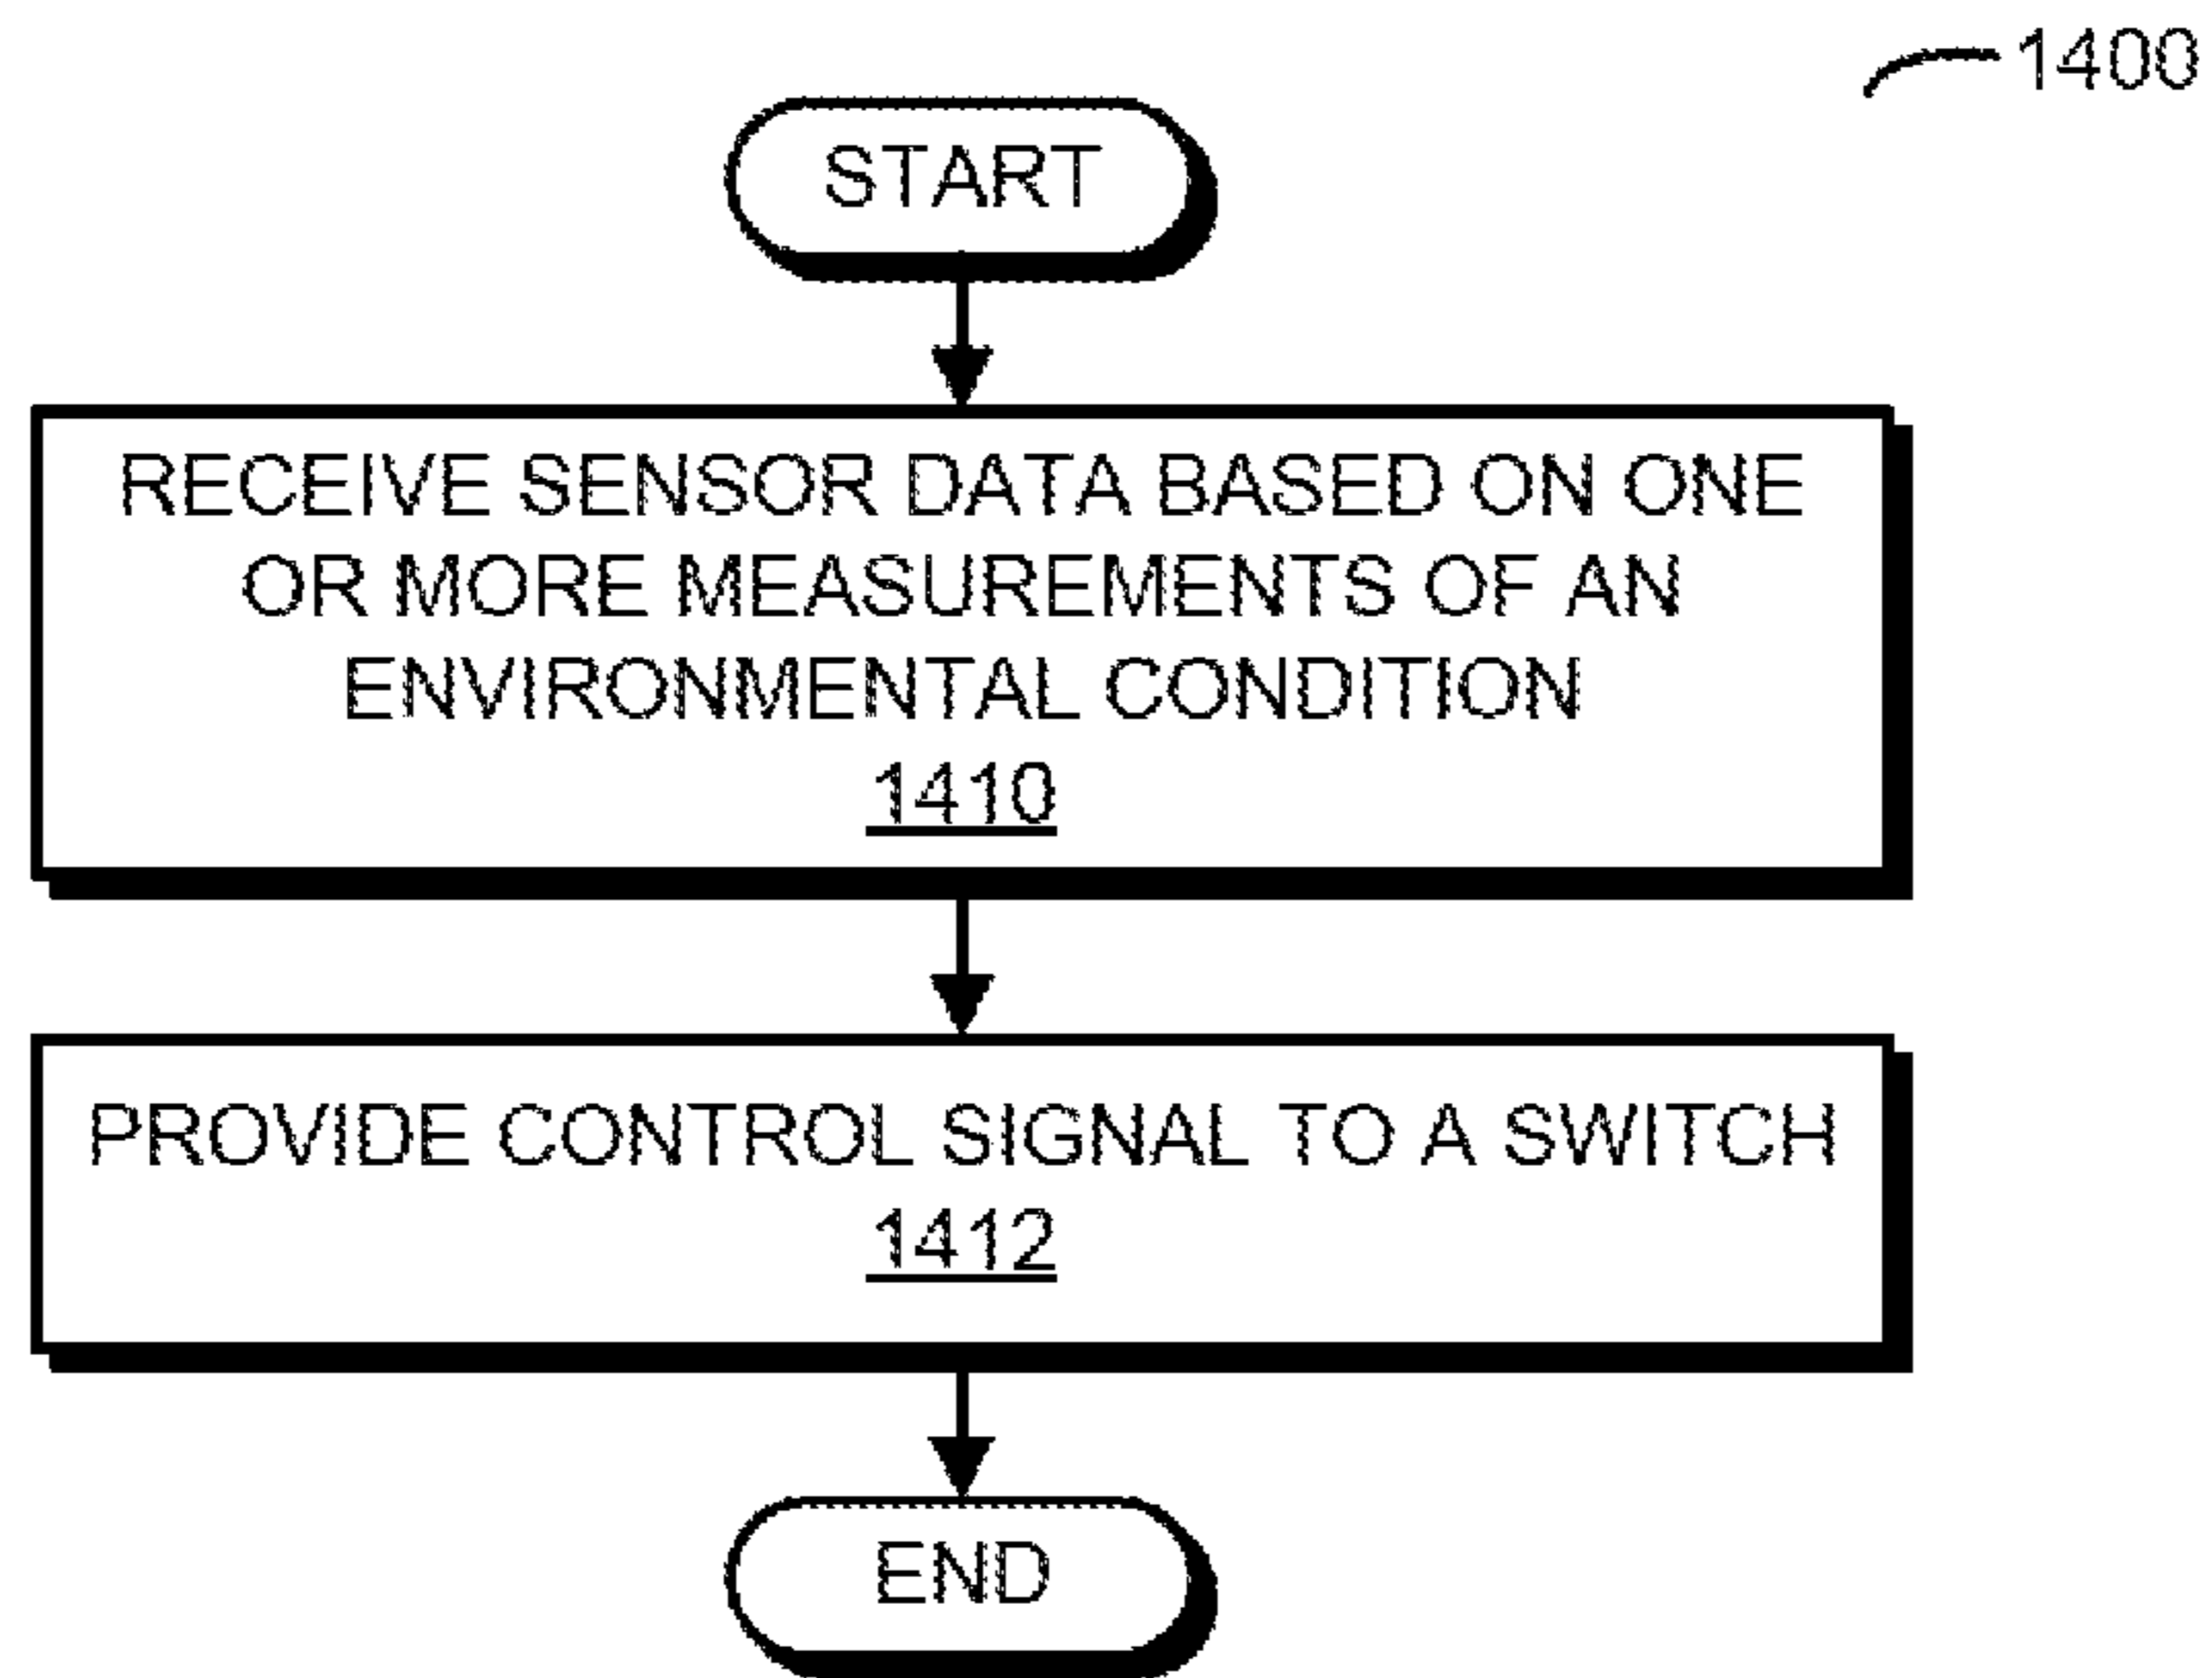 1400
START
RECEIVE SENSOR DATA BASED ON ONE
OR MORE MEASUREMENTS OF AN
ENVIRONMENTAL CONDITION
1410
PROVIDE CONTROL SIGNAL TO A SWITCH
1412
END